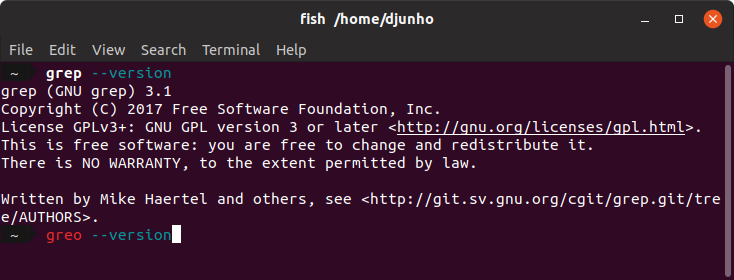 fish /home/djunho
File Edit View Search Terminal Help
~ grep --version
grep (GNU grep) 3.1
Copyright (C) 2017 Free Software Foundation, Inc.
License GPLv3+: GNU GPL version 3 or later <http://gnu.org/licenses/gpl.html>.
This is free software: you are free to change and redistribute it.
There is NO WARRANTY, to the extent permitted by law.
Written by Mike Haertel and others, see <http://git.sv.gnu.org/cgit/grep.git/tre
e/AUTHORS>.
~ greo --version